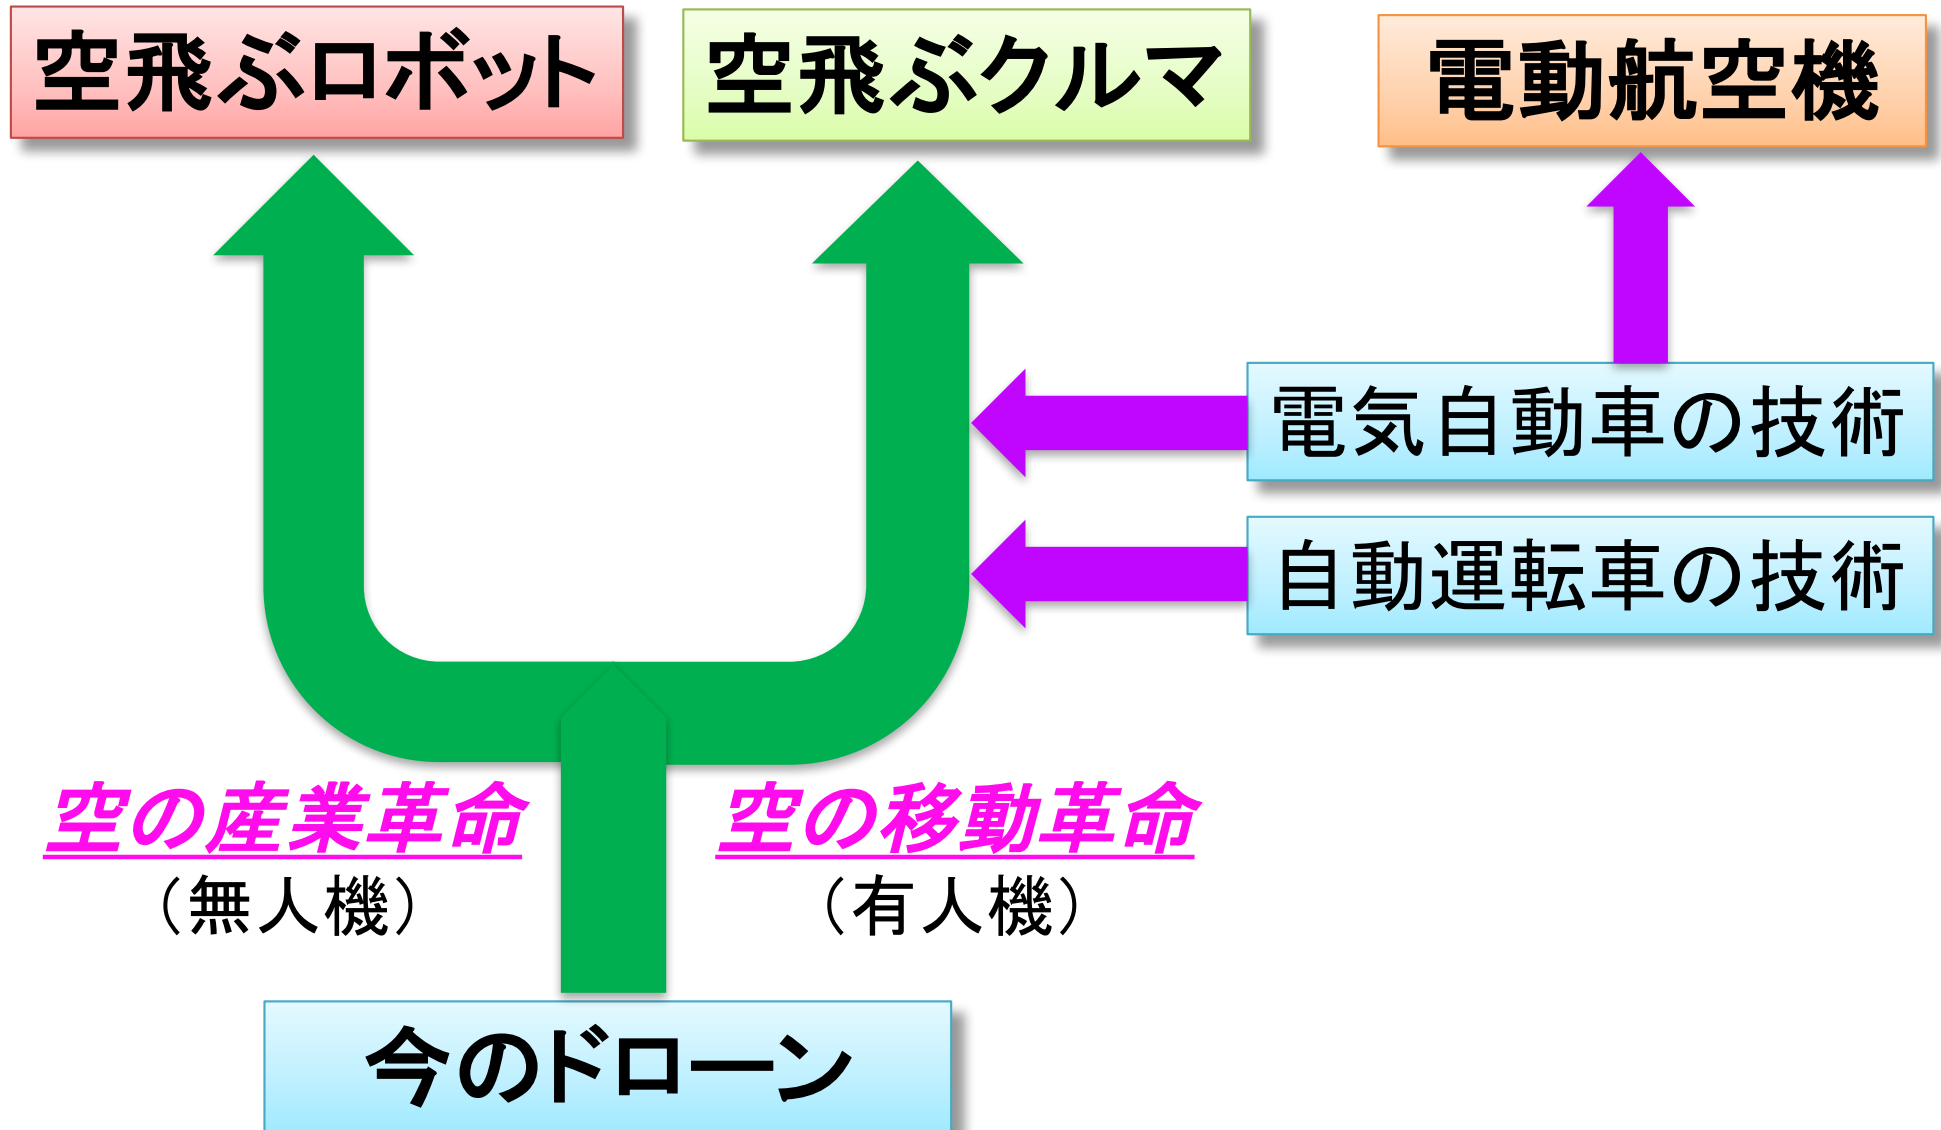 空飛ぶロボット
空飛ぶクルマ
電動航空機
電気自動車の技術
自動運転車の技術
空の産業革命
（無人機）
空の移動革命
（有人機）
今のドローン